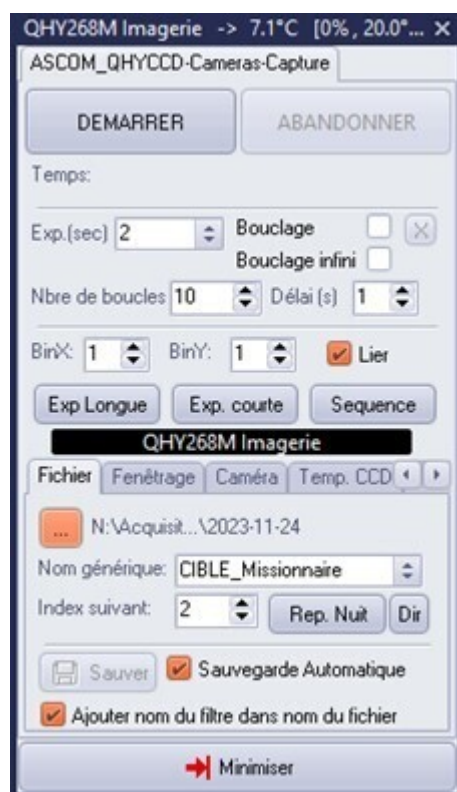 QHY268M Imagerie -> 7.1°C [0%, 20.0°...
ASCOM_QHYCCD-Cameras-Capture
DEMARRER ABANDONNER
Temps:
Exp.(sec) 2 Bouclage
Bouclage infini
Nbre de boucles 10 Délai (s) 1
BinX: 1 BinY: 1 Lier
Exp Longue Exp. courte Sequence
QHY268M Imagerie
Fichier Fenêtrage Caméra Temp. CCD
... N:\Acquisit...\2023-11-24
Nom générique: CIBLE_Missionnaire
Index suivant: 2 Rep. Nuit Dir
Sauver Sauvegarde Automatique
Ajouter nom du filtre dans nom du fichier
Minimiser